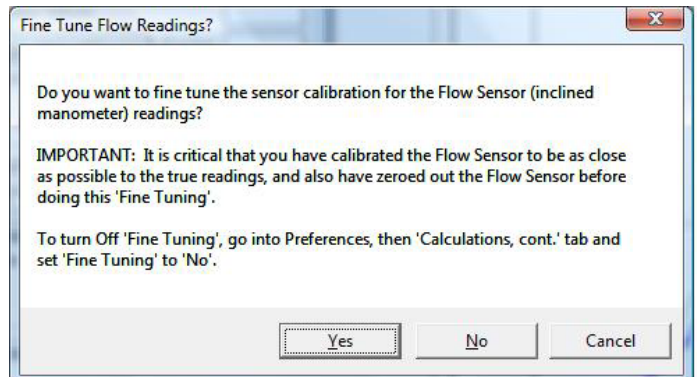 Fine Tune Flow Readings?
Do you want to fine tune the sensor calibration for the Flow Sensor (inclined
manometer) readings?
IMPORTANT:  It is critical that you have calibrated the Flow Sensor to be as close
as possible to the true readings, and also have zeroed out the Flow Sensor before
doing this 'Fine Tuning'.
To turn Off 'Fine Tuning', go into Preferences, then 'Calculations, cont.' tab and
set 'Fine Tuning' to 'No'.
Yes No Cancel